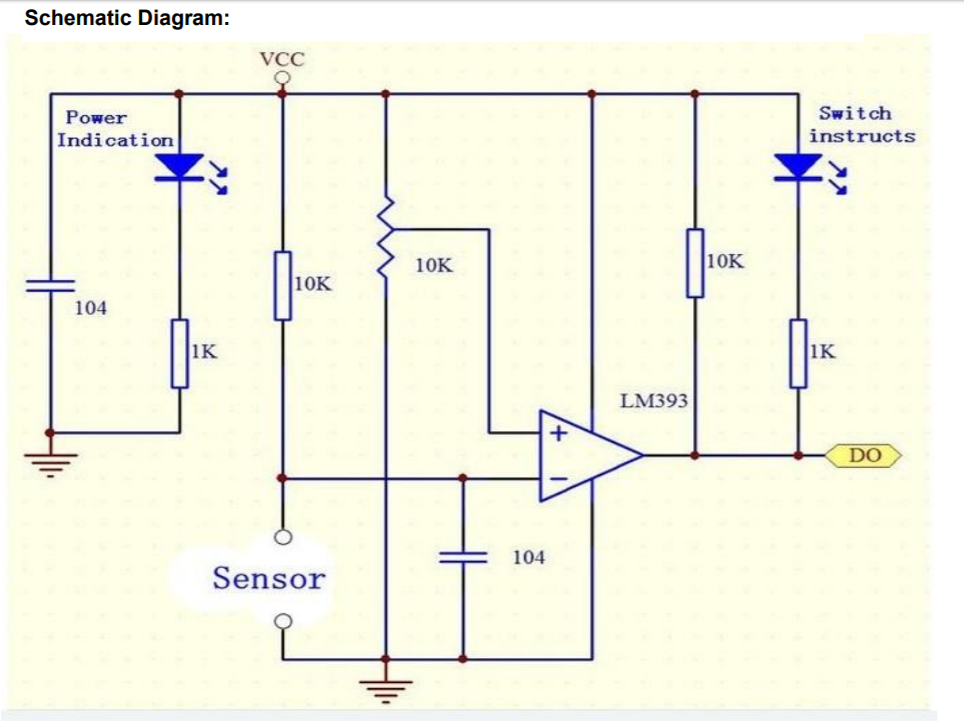 Schematic Diagram:
VCC
Power
Indication
Switch
instructs
10K
10K
10K
104
1K
1K
LM393
+
−
DO
104
Sensor